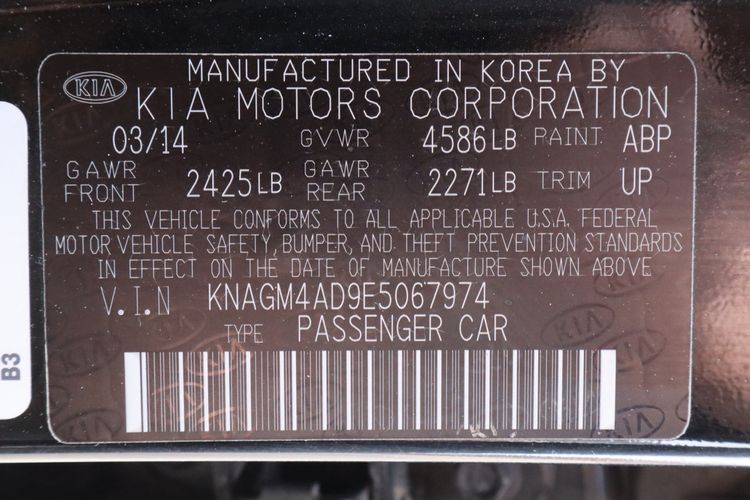 KIA
MANUFACTURED IN KOREA BY
KIA MOTORS CORPORATION
03/14 GVWR 4586LB PAINT ABP
GAWR FRONT 2425LB GAWR REAR 2271LB TRIM UP
THIS VEHICLE CONFORMS TO ALL APPLICABLE U.S.A. FEDERAL
MOTOR VEHICLE SAFETY, BUMPER, AND THEFT PREVENTION STANDARDS
IN EFFECT ON THE DATE OF MANUFACTURE SHOWN ABOVE
V.I.N KNAGM4AD9E5067974
TYPE PASSENGER CAR
B3